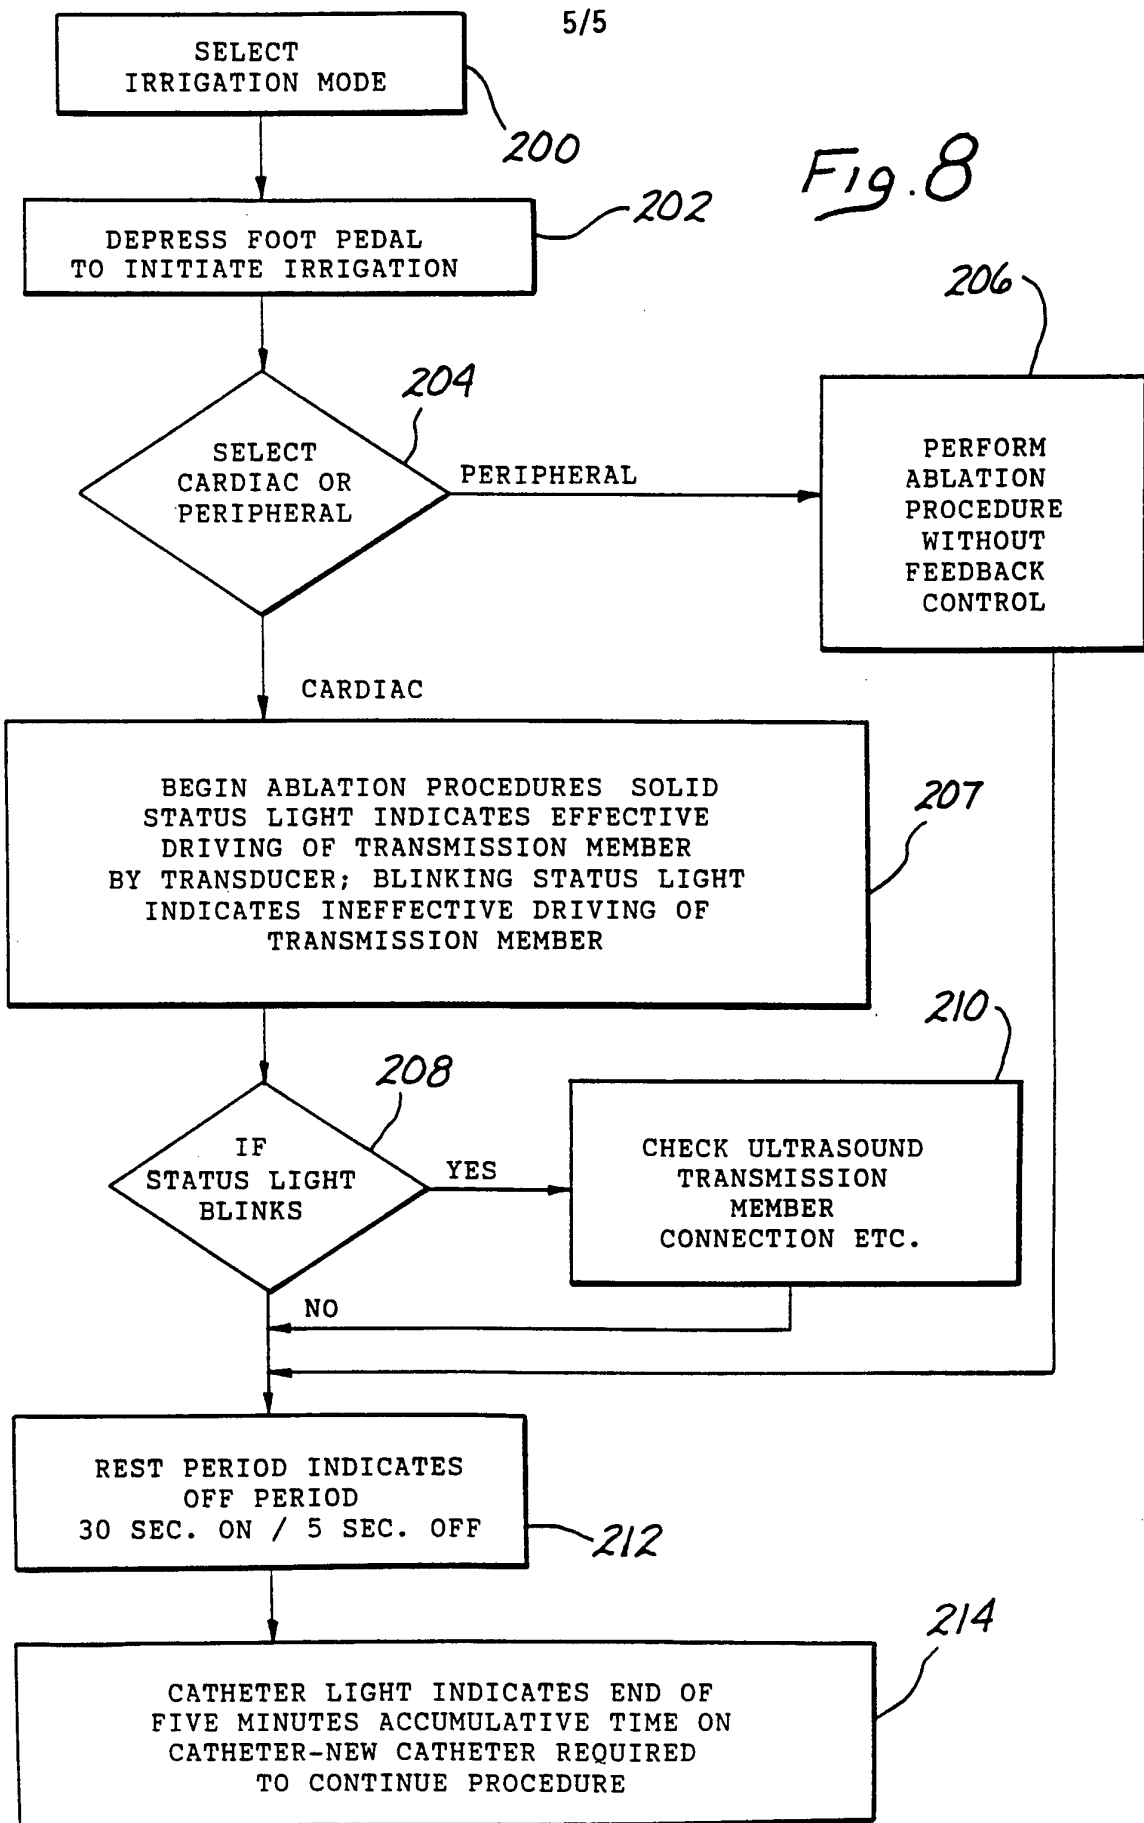 5/5
SELECT
IRRIGATION MODE
200
Fig. 8
DEPRESS FOOT PEDAL
TO INITIATE IRRIGATION
202
206
204
SELECT
CARDIAC OR
PERIPHERAL
PERIPHERAL
PERFORM
ABLATION
PROCEDURE
WITHOUT
FEEDBACK
CONTROL
CARDIAC
BEGIN ABLATION PROCEDURES SOLID
STATUS LIGHT INDICATES EFFECTIVE
DRIVING OF TRANSMISSION MEMBER
BY TRANSDUCER; BLINKING STATUS LIGHT
INDICATES INEFFECTIVE DRIVING OF
TRANSMISSION MEMBER
207
210
208
IF
STATUS LIGHT
BLINKS
YES
CHECK ULTRASOUND
TRANSMISSION
MEMBER
CONNECTION ETC.
NO
REST PERIOD INDICATES
OFF PERIOD
30 SEC. ON / 5 SEC. OFF
212
214
CATHETER LIGHT INDICATES END OF
FIVE MINUTES ACCUMULATIVE TIME ON
CATHETER-NEW CATHETER REQUIRED
TO CONTINUE PROCEDURE